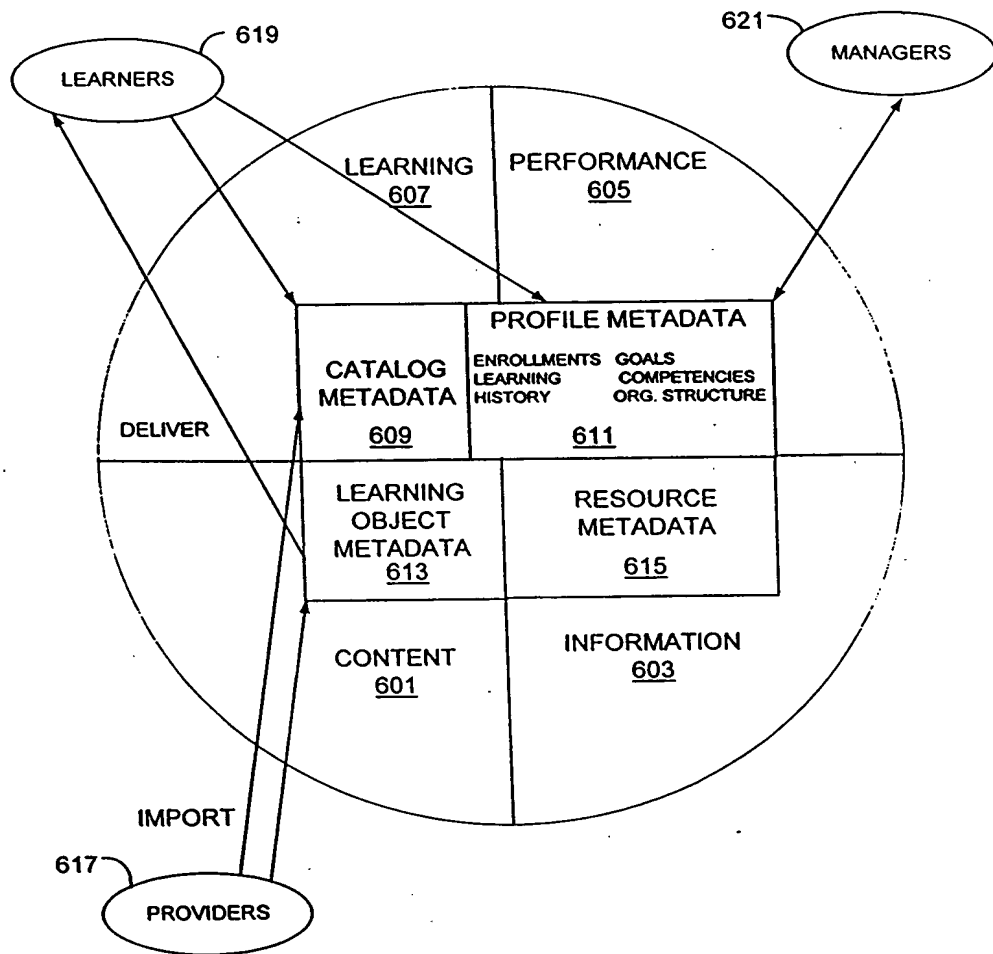 619
LEARNERS
621
MANAGERS
LEARNING
607
PERFORMANCE
605
CATALOG
METADATA
609
PROFILE METADATA
ENROLLMENTS GOALS
LEARNING COMPETENCIES
HISTORY ORG. STRUCTURE
611
DELIVER
LEARNING
OBJECT
METADATA
613
RESOURCE
METADATA
615
CONTENT
601
INFORMATION
603
IMPORT
617
PROVIDERS